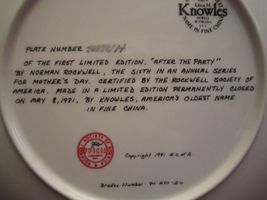 Edwin M.
Knowles
PLATE NUMBER
OF THE FIRST LIMITED EDITION. "AFTER THE PARTY"
BY NORMAN ROCKWELL, THE SIXTH IN AN ANNUAL SERIES
FOR MOTHER'S DAY. CERTIFIED BY THE ROCKWELL SOCIETY OF
AMERICA. MADE IN A LIMITED EDITION PERMANENTLY CLOSED
ON MAY 8, 1981, BY KNOWLES, AMERICA'S OLDEST NAME
IN FINE CHINA.
Copyright 1981 R.S.O.A.
Bradex Number